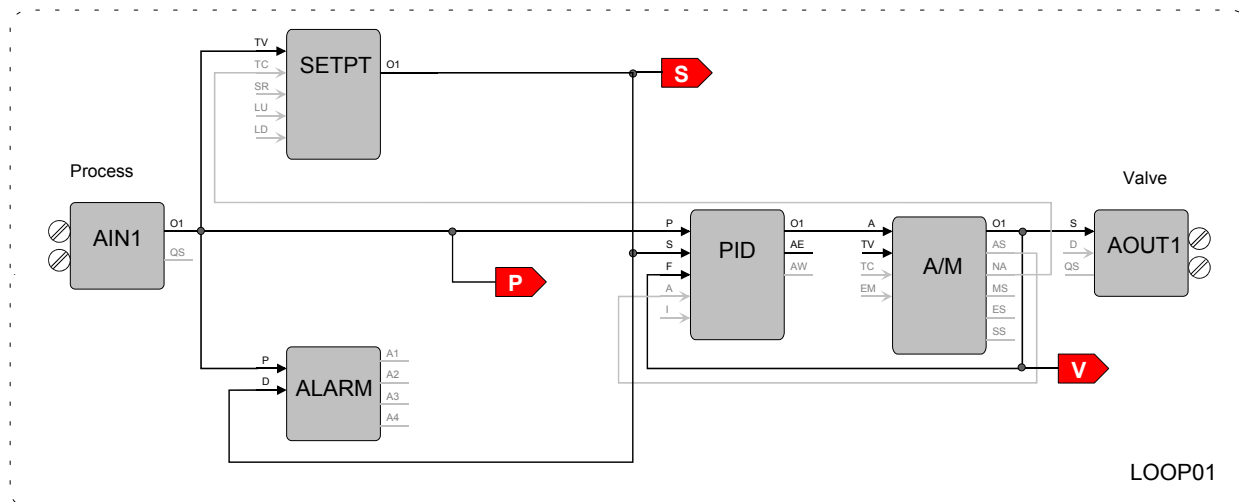 TV
TC
SR
LU
LD
SETPT
O1
S
Process
AIN1
O1
QS
P
P
S
F
A
I
PID
O1
AE
AW
A
TV
TC
EM
A/M
O1
AS
NA
MS
ES
SS
Valve
S
D
QS
AOUT1
P
D
ALARM
A1
A2
A3
A4
V
LOOP01